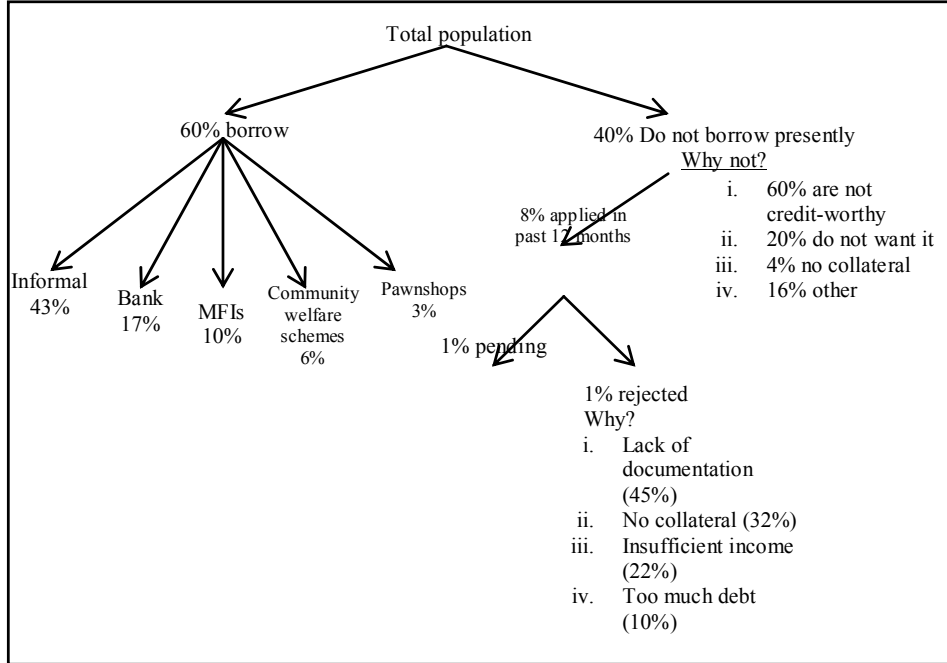 Total population
60% borrow
Informal
43%
Bank
17%
MFIs
10%
Community
welfare
schemes
6%
Pawnshops
3%
40% Do not borrow presently
Why not?
i. 60% are not
credit-worthy
ii. 20% do not want it
iii. 4% no collateral
iv. 16% other
8% applied in
past 12 months
1% pending
1% rejected
Why?
i. Lack of
documentation
(45%)
ii. No collateral (32%)
iii. Insufficient income
(22%)
iv. Too much debt
(10%)